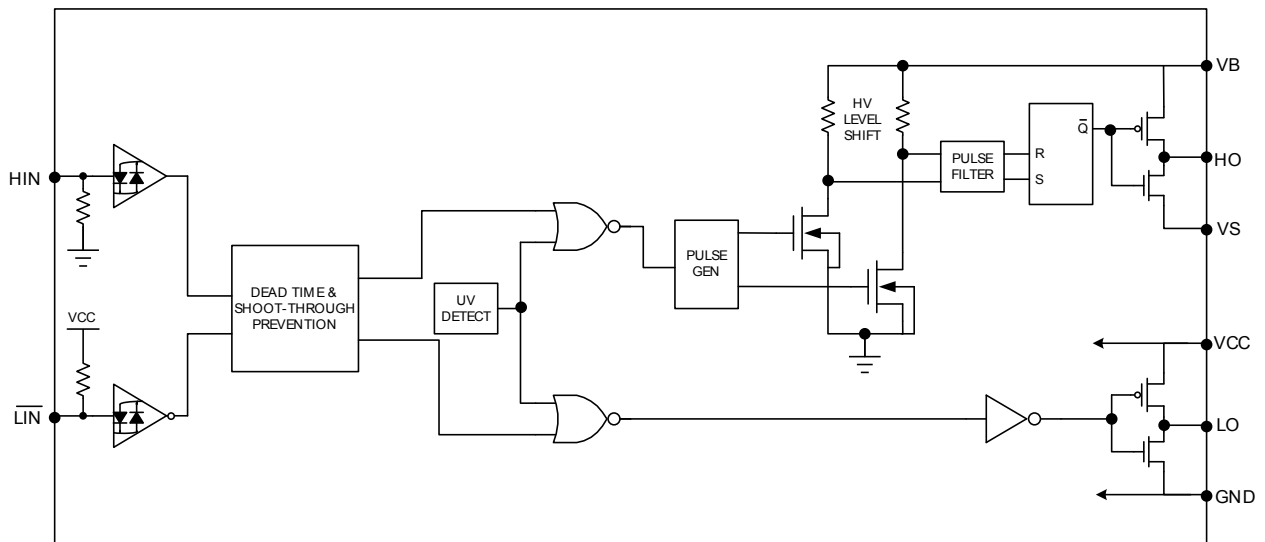 VB
HV
LEVEL
SHIFT
Q̅
R
S
PULSE
FILTER
HO
HIN
VS
PULSE
GEN
DEAD TIME &
SHOOT-THROUGH
PREVENTION
UV
DETECT
VCC
VCC
L̅I̅N̅
LO
GND